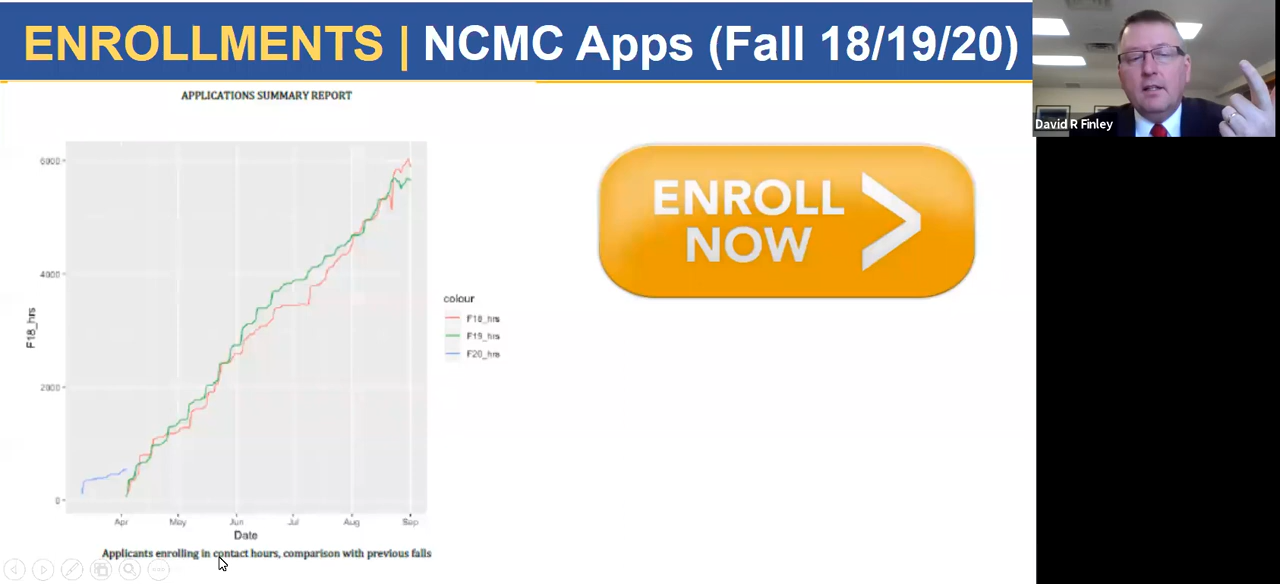 ENROLLMENTS | NCMC Apps (Fall 18/19/20)
David R Finley
APPLICATIONS SUMMARY REPORT
ENROLL
NOW
6000
4000
2000
0
F18_hrs
colour
F18_hrs
F19_hrs
F20_hrs
Apr May Jun Jul Aug Sep
Date
Applicants enrolling in contact hours, comparison with previous falls